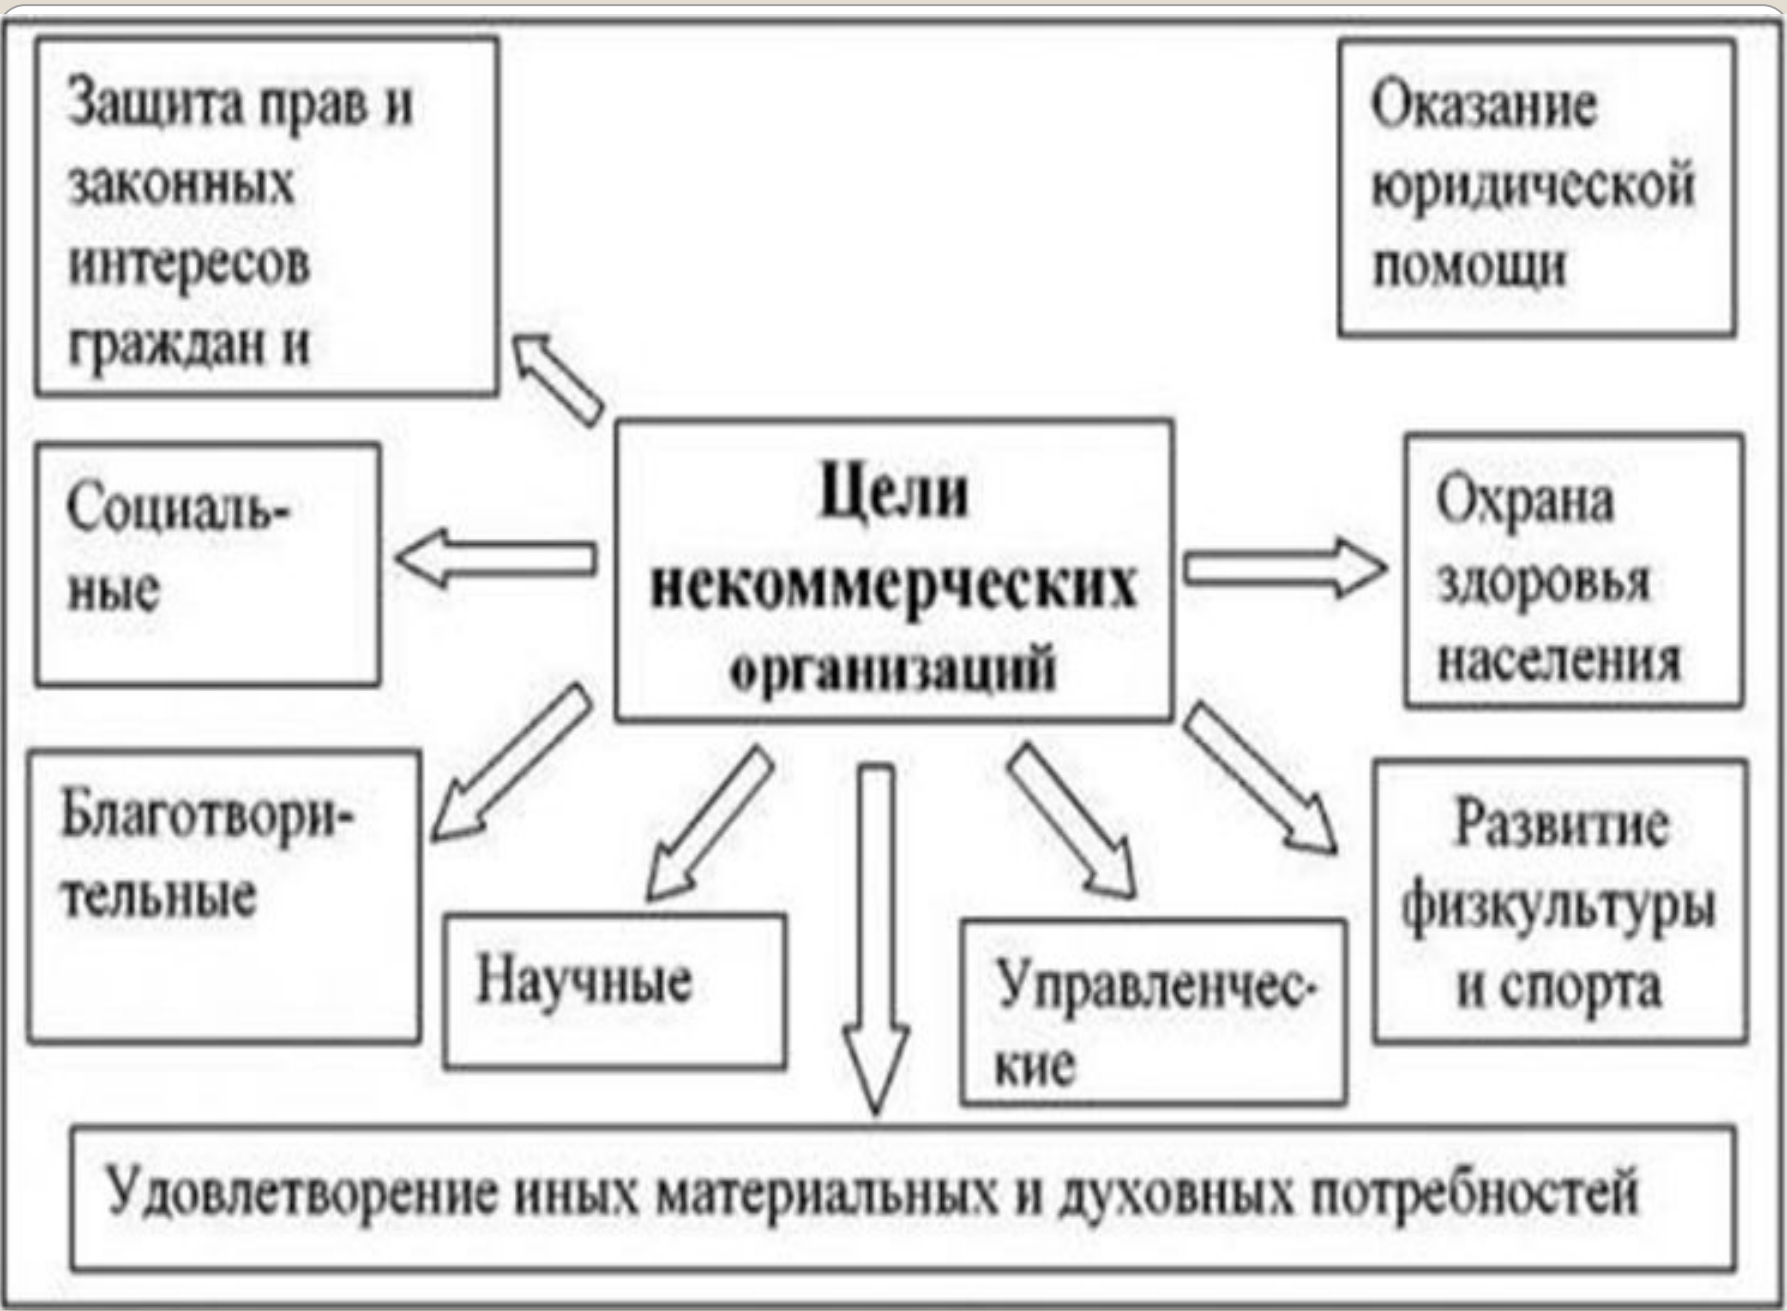 Защита прав и
законных
интересов
граждан и
Оказание
юридической
помощи
Цели
некоммерческих
организаций
Социаль-
ные
Охрана
здоровья
населения
Благотвори-
тельные
Научные
Управленчес-
кие
Развитие
физкультуры
и спорта
Удовлетворение иных материальных и духовных потребностей